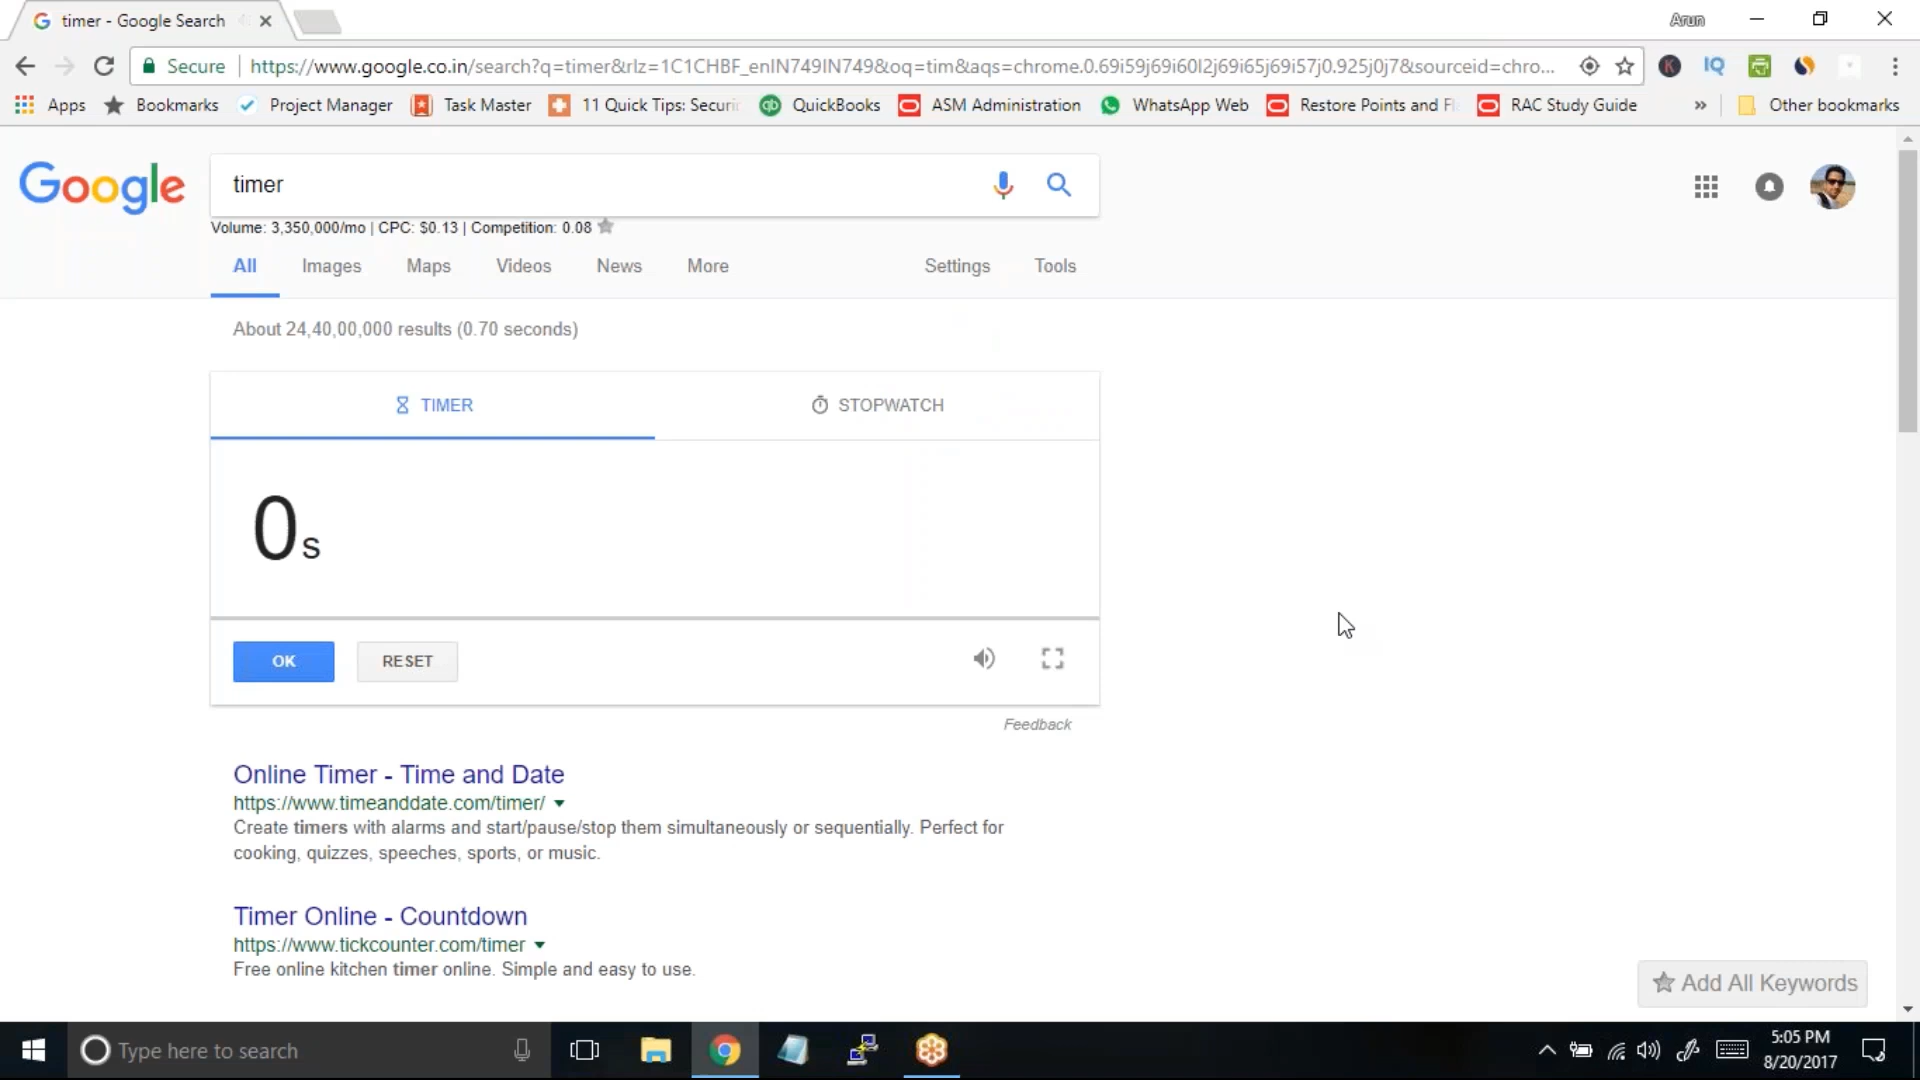 timer - Google Search
Arun
Secure
https://www.google.co.in/search?q=timer&rlz=1C1CHBF_enIN749IN749&oq=tim&aqs=chrome.0.69i59j69i60l2j69i65j69i57j0.925j0j7&sourceid=chro...
Apps Bookmarks Project Manager Task Master 11 Quick Tips: Securi QuickBooks ASM Administration WhatsApp Web Restore Points and Fl RAC Study Guide » Other bookmarks
Google
timer
Volume: 3,350,000/mo | CPC: $0.13 | Competition: 0.08
All Images Maps Videos News More Settings Tools
About 24,40,00,000 results (0.70 seconds)
TIMER STOPWATCH
0s
OK RESET
Feedback
Online Timer - Time and Date
https://www.timeanddate.com/timer/
Create timers with alarms and start/pause/stop them simultaneously or sequentially. Perfect for
cooking, quizzes, speeches, sports, or music.
Timer Online - Countdown
https://www.tickcounter.com/timer
Free online kitchen timer online. Simple and easy to use.
Add All Keywords
Type here to search
5:05 PM
8/20/2017